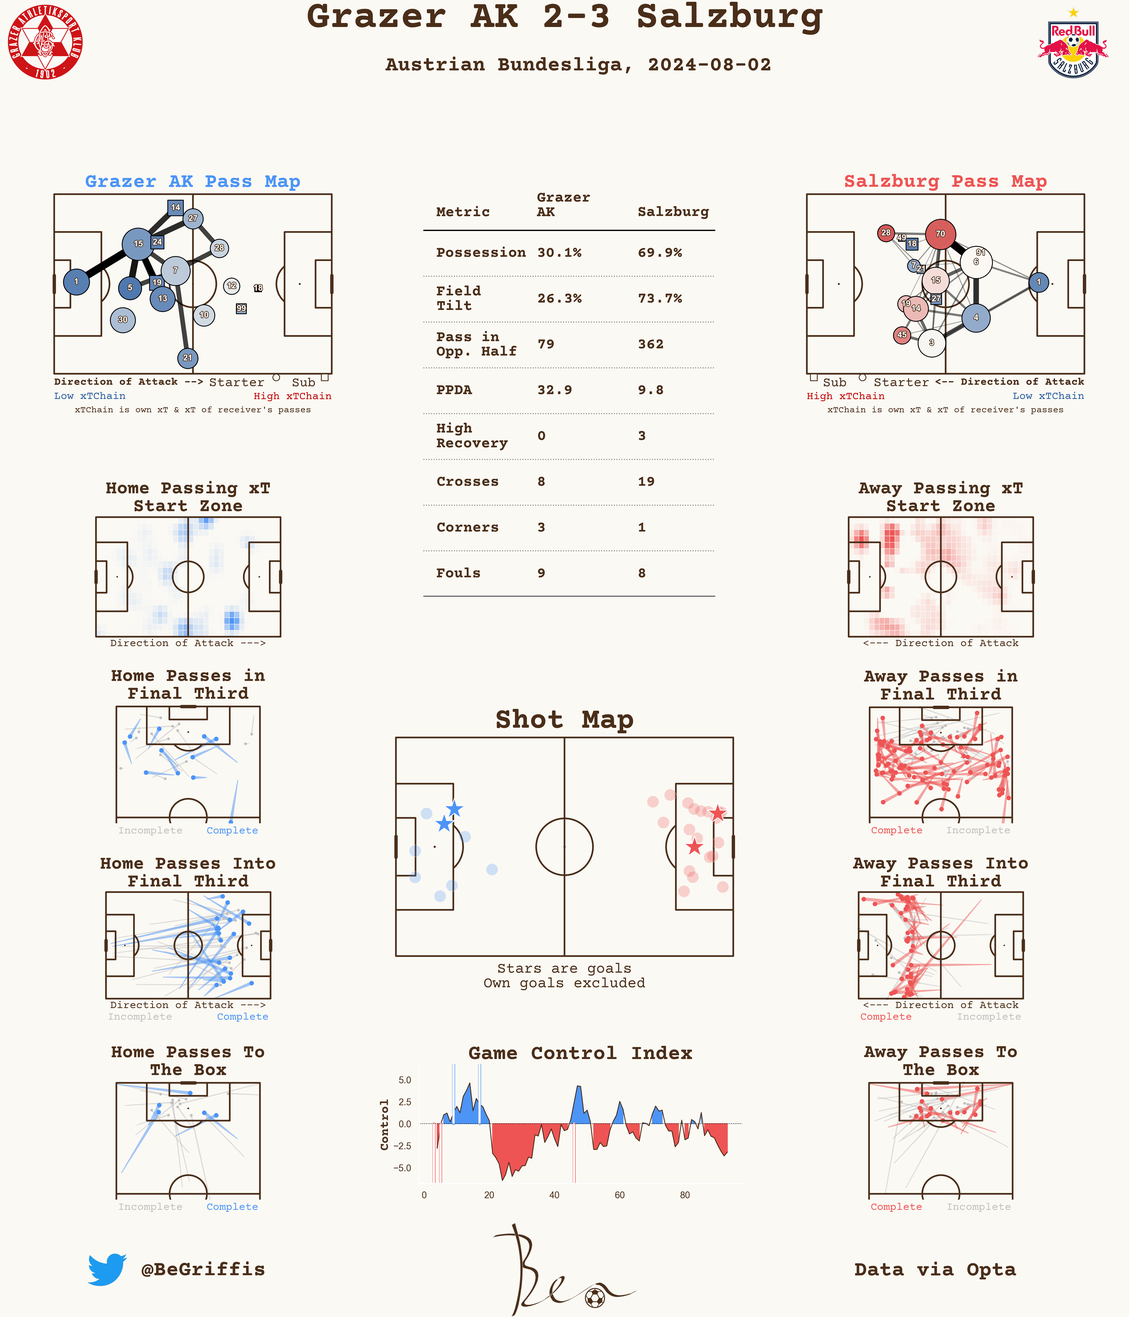 Grazer AK 2-3 Salzburg
Austrian Bundesliga, 2024-08-02
GRAZER ATHLETIKSPORT KLUB
1902
Red Bull
SALZBURG
Grazer AK Pass Map
14
27
15
24
28
7
1
5
19
13
12
18
99
10
30
21
Direction of Attack --> Starter Sub
Low xTChain High xTChain
xTChain is own xT & xT of receiver's passes
Metric Grazer AK Salzburg
Possession 30.1% 69.9%
Field Tilt 26.3% 73.7%
Pass in Opp. Half 79 362
PPDA 32.9 9.8
High Recovery 0 3
Crosses 8 19
Corners 3 1
Fouls 9 8
Salzburg Pass Map
28
49
18
70
91
6
7
21
15
1
27
19
14
4
45
3
Sub Starter <-- Direction of Attack
High xTChain Low xTChain
xTChain is own xT & xT of receiver's passes
Home Passing xT
Start Zone
Direction of Attack --->
Away Passing xT
Start Zone
<--- Direction of Attack
Home Passes in
Final Third
Incomplete Complete
Away Passes in
Final Third
Complete Incomplete
Shot Map
Stars are goals
Own goals excluded
Home Passes Into
Final Third
Direction of Attack --->
Incomplete Complete
Away Passes Into
Final Third
<--- Direction of Attack
Complete Incomplete
Home Passes To
The Box
Incomplete Complete
Game Control Index
Control
5.0
2.5
0.0
−2.5
−5.0
0 20 40 60 80
Away Passes To
The Box
Complete Incomplete
@BeGriffis
Ben
Data via Opta